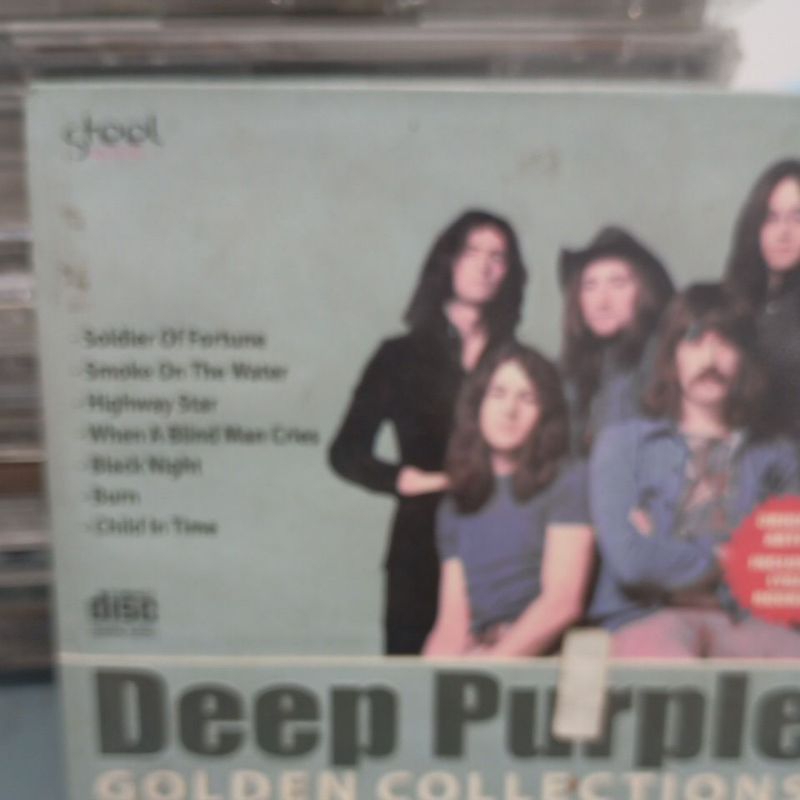 Soldier Of Fortune
Smoke On The Water
Highway Star
When A Blind Man Cries
Black Night
Burn
Child In Time
disc
Deep Purple
GOLDEN COLLECTIONS